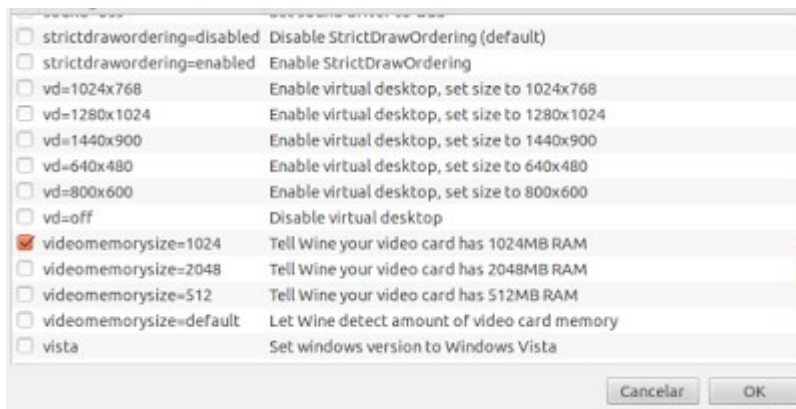 strictdrawordering=disabled Disable StrictDrawOrdering (default)
strictdrawordering=enabled Enable StrictDrawOrdering
vd=1024x768 Enable virtual desktop, set size to 1024x768
vd=1280x1024 Enable virtual desktop, set size to 1280x1024
vd=1440x900 Enable virtual desktop, set size to 1440x900
vd=640x480 Enable virtual desktop, set size to 640x480
vd=800x600 Enable virtual desktop, set size to 800x600
vd=off Disable virtual desktop
videomemorysize=1024 Tell Wine your video card has 1024MB RAM
videomemorysize=2048 Tell Wine your video card has 2048MB RAM
videomemorysize=512 Tell Wine your video card has 512MB RAM
videomemorysize=default Let Wine detect amount of video card memory
vista Set windows version to Windows Vista
Cancelar OK